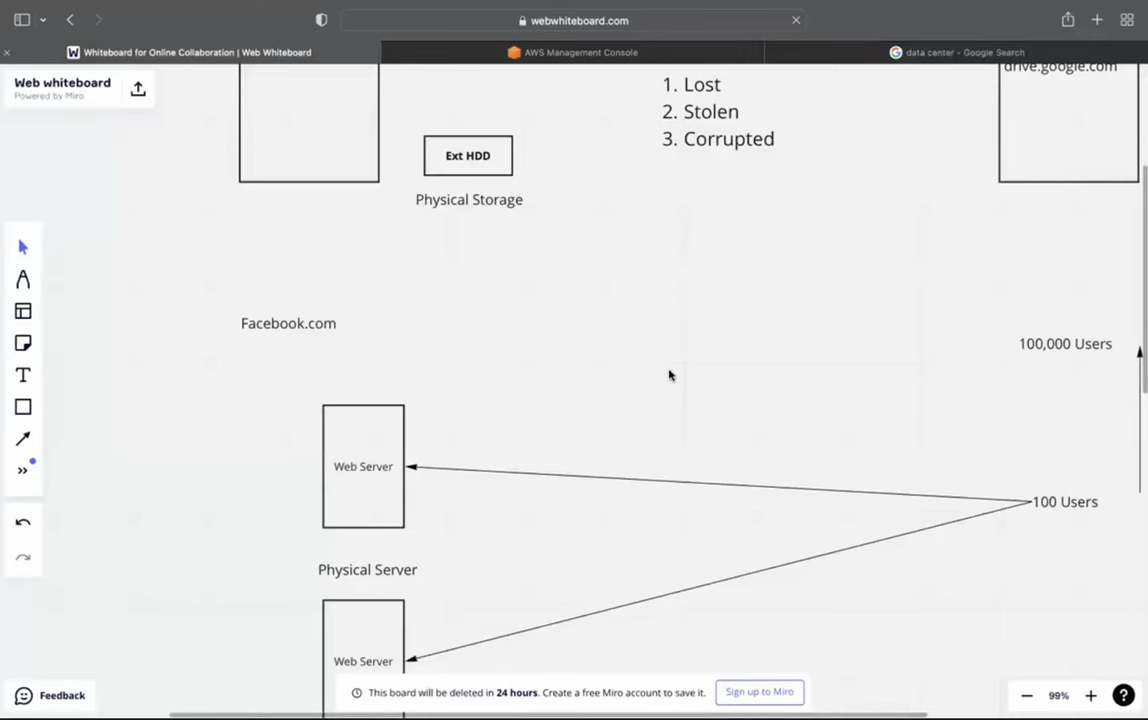 webwhiteboard.com
Whiteboard for Online Collaboration | Web Whiteboard
AWS Management Console
data center - Google Search
Web whiteboard
Powered by Miro
drive.google.com
1. Lost
2. Stolen
3. Corrupted
Ext HDD
Physical Storage
Facebook.com
100,000 Users
Web Server
100 Users
Physical Server
Web Server
This board will be deleted in 24 hours. Create a free Miro account to save it.
Sign up to Miro
Feedback
99%